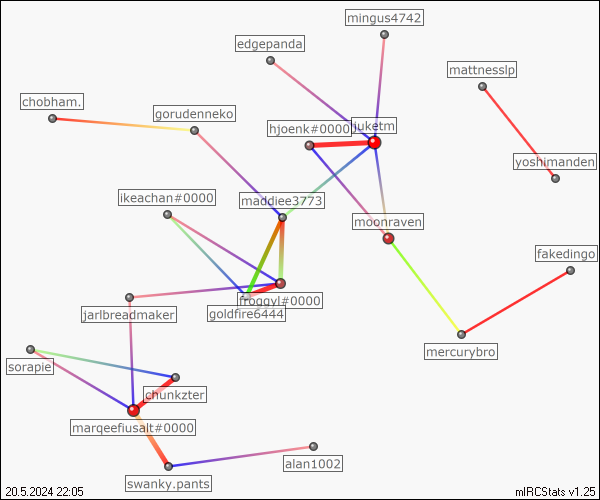 mingus4742
edgepanda
mattnesslp
chobham.
gorudenneko
hjoenk#0000
juketm
yoshimanden
ikeachan#0000
maddiee3773
moonraven
fakedingo
froggyl#0000
goldfire6444
jarlbreadmaker
mercurybro
sorapie
chunkzter
marqeefiusalt#0000
alan1002
swanky.pants
20.5.2024 22:05
mIRCStats v1.25